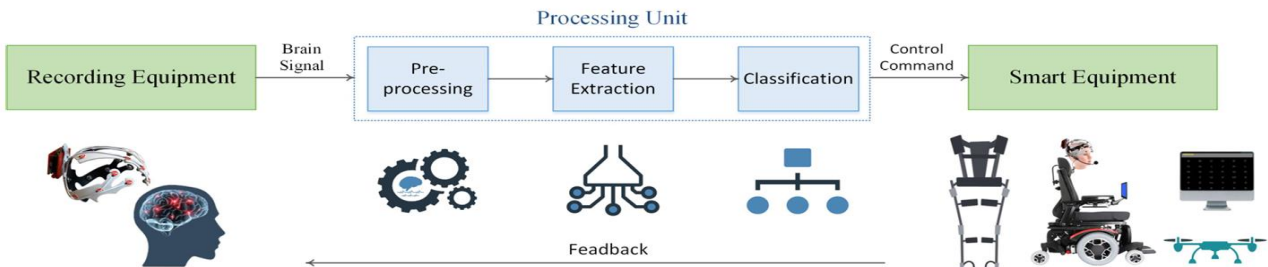 Processing Unit
Recording Equipment
Brain
Signal
Pre-
processing
Feature
Extraction
Classification
Control
Command
Smart Equipment
Feadback